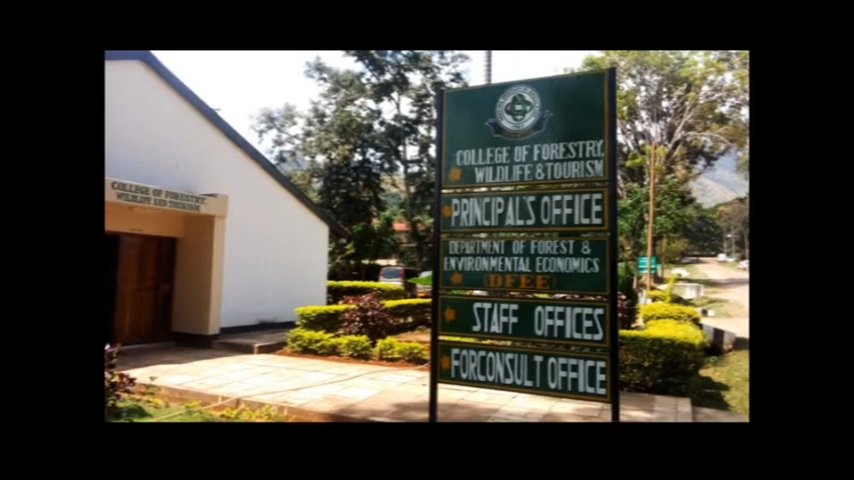 COLLEGE OF FORESTRY,
WILDLIFE AND TOURISM
COLLEGE OF FORESTRY,
WILDLIFE & TOURISM
PRINCIPAL'S OFFICE
DEPARTMENT OF FOREST &
ENVIRONMENTAL ECONOMICS
(DFEE)
STAFF OFFICES
FORCONSULT OFFICE